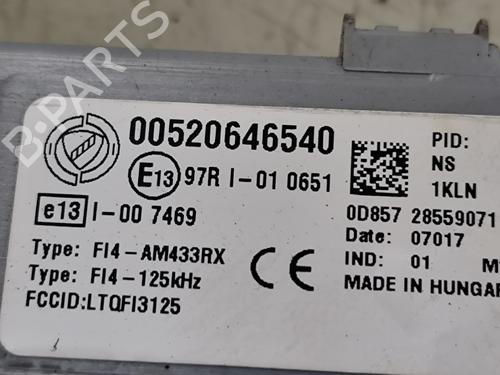 B-PARTS
00520646540
E13 97R I-01 0651
e13 I-00 7469
Type: FI4-AM433RX
Type: FI4-125kHz
FCCID:LTQFI3125
CE
PID:
NS
1KLN
0D857 28559071
Date: 07017
IND: 01
MADE IN HUNGAR